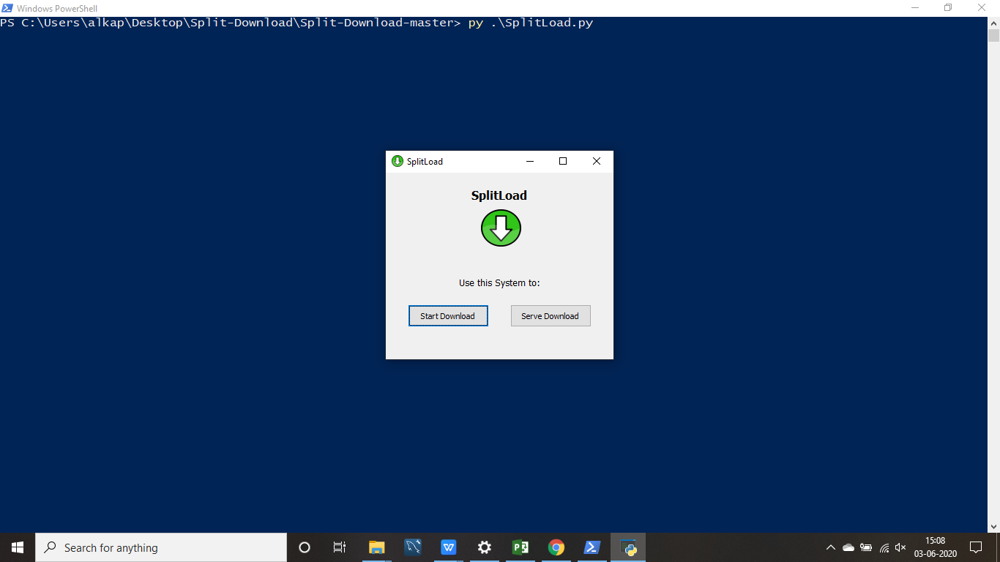 Windows PowerShell
PS C:\Users\alkap\Desktop\Split-Download\Split-Download-master> py .\SplitLoad.py
SplitLoad
SplitLoad
Use this System to:
Start Download
Serve Download
Search for anything
15:08
03-06-2020